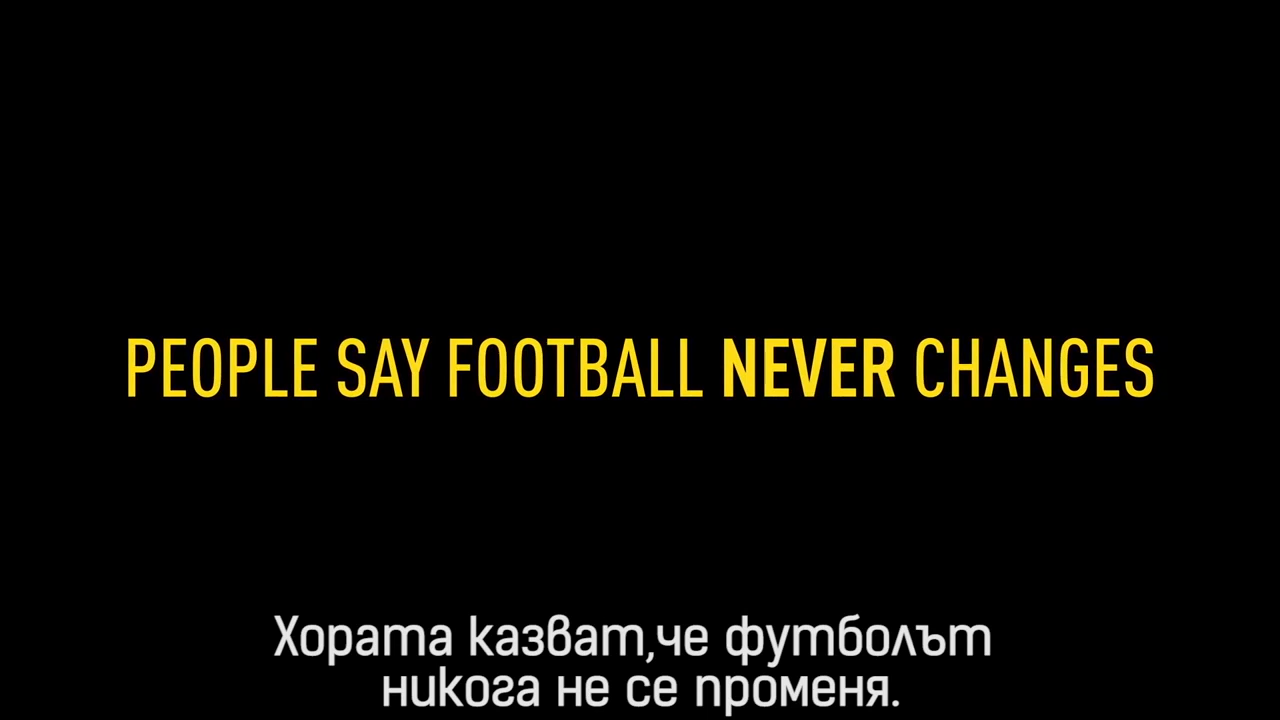 PEOPLE SAY FOOTBALL NEVER CHANGES
Хората казват,че футболът
никога не се променя.